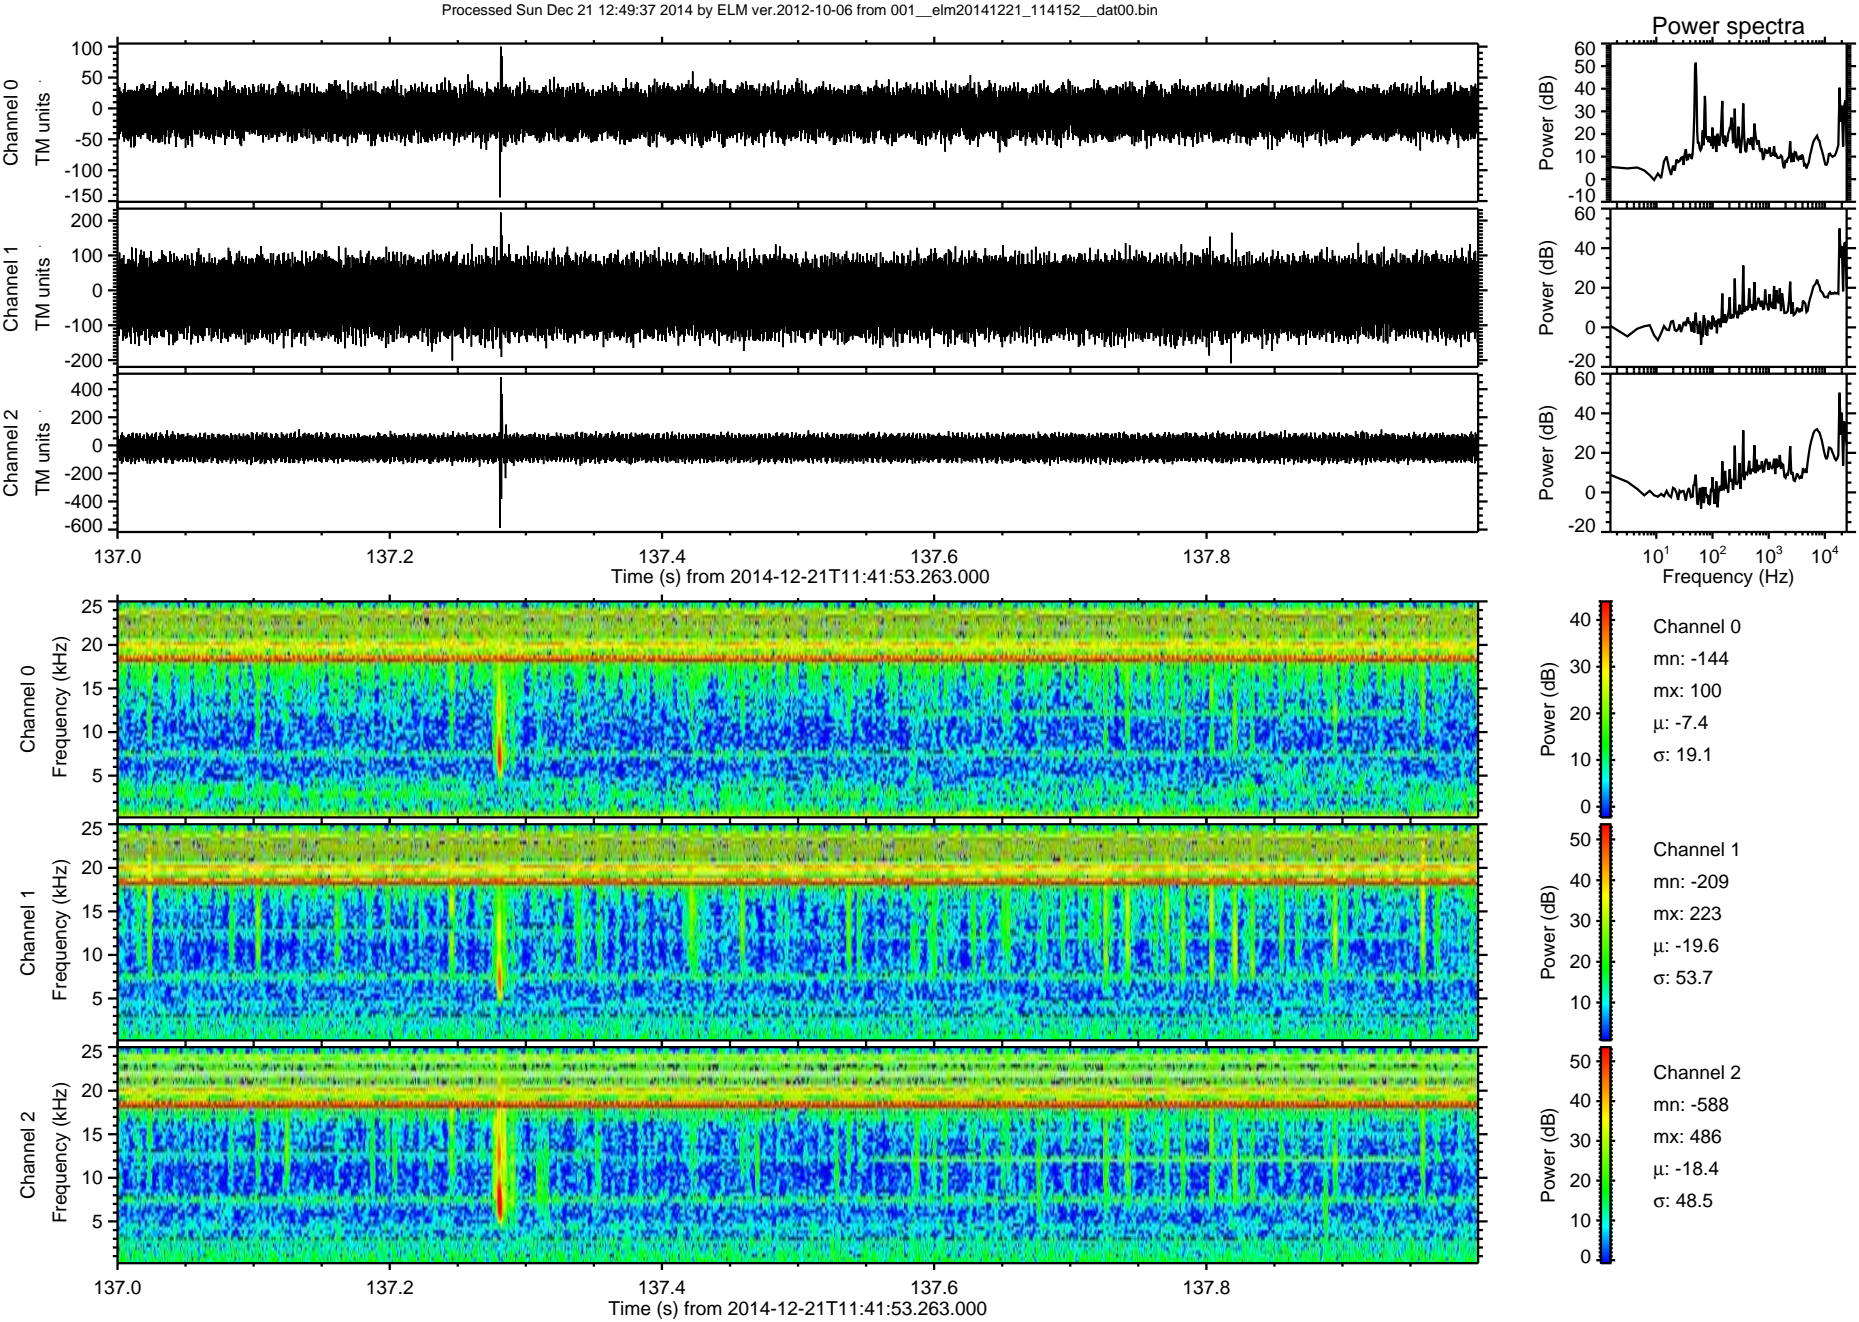 Processed Sun Dec 21 12:49:37 2014 by ELM ver.2012-10-06 from 001__elm20141221_114152__dat00.bin
Power spectra
Channel 0
TM units
100
50
0
-50
-100
-150
Power (dB)
60
50
40
30
20
10
0
-10
Channel 1
TM units
200
100
0
-100
-200
Power (dB)
60
40
20
0
-20
Channel 2
TM units
400
200
0
-200
-400
-600
Power (dB)
60
40
20
0
-20
137.0 137.2 137.4 137.6 137.8
Time (s) from 2014-12-21T11:41:53.263.000
10¹ 10² 10³ 10⁴
Frequency (Hz)
Channel 0
Frequency (kHz)
25
20
15
10
5
Power (dB)
40
30
20
10
0
Channel 0
mn: -144
mx: 100
μ: -7.4
σ: 19.1
Channel 1
Frequency (kHz)
25
20
15
10
5
Power (dB)
50
40
30
20
10
Channel 1
mn: -209
mx: 223
μ: -19.6
σ: 53.7
Channel 2
Frequency (kHz)
25
20
15
10
5
Power (dB)
50
40
30
20
10
0
Channel 2
mn: -588
mx: 486
μ: -18.4
σ: 48.5
137.0 137.2 137.4 137.6 137.8
Time (s) from 2014-12-21T11:41:53.263.000